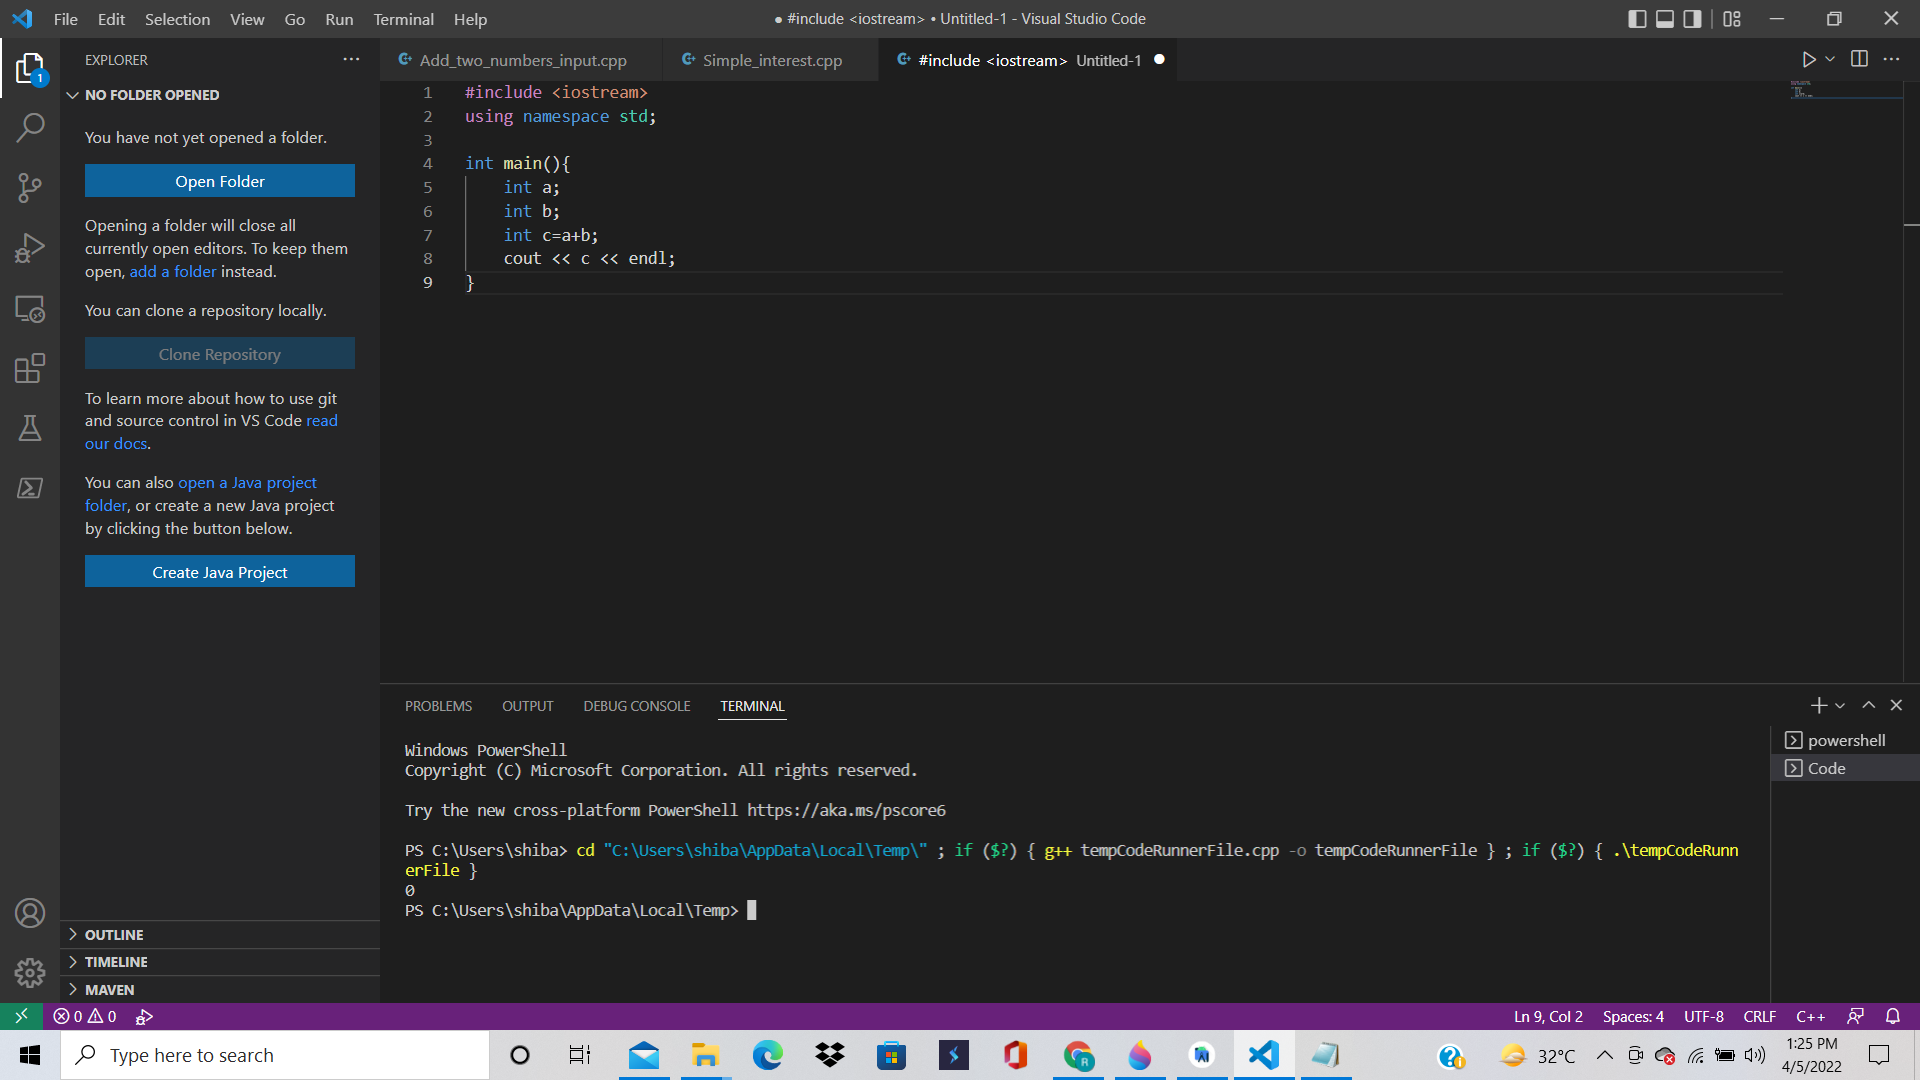 File Edit Selection View Go Run Terminal Help
● #include <iostream> • Untitled-1 - Visual Studio Code
EXPLORER
Add_two_numbers_input.cpp
Simple_interest.cpp
#include <iostream> Untitled-1
1
NO FOLDER OPENED
You have not yet opened a folder.
Open Folder
Opening a folder will close all
currently open editors. To keep them
open, add a folder instead.
You can clone a repository locally.
Clone Repository
To learn more about how to use git
and source control in VS Code read
our docs.
You can also open a Java project
folder, or create a new Java project
by clicking the button below.
Create Java Project
OUTLINE
TIMELINE
MAVEN
1 #include <iostream>
2 using namespace std;
3
4 int main(){
5     int a;
6     int b;
7     int c=a+b;
8     cout << c << endl;
9 }
PROBLEMS OUTPUT DEBUG CONSOLE TERMINAL
Windows PowerShell
Copyright (C) Microsoft Corporation. All rights reserved.
Try the new cross-platform PowerShell https://aka.ms/pscore6
PS C:\Users\shiba> cd "C:\Users\shiba\AppData\Local\Temp\" ; if ($?) { g++ tempCodeRunnerFile.cpp -o tempCodeRunnerFile } ; if ($?) { .\tempCodeRunn
erFile }
0
PS C:\Users\shiba\AppData\Local\Temp>
powershell
Code
0 0
Ln 9, Col 2 Spaces: 4 UTF-8 CRLF C++
Type here to search
32°C
1:25 PM
4/5/2022